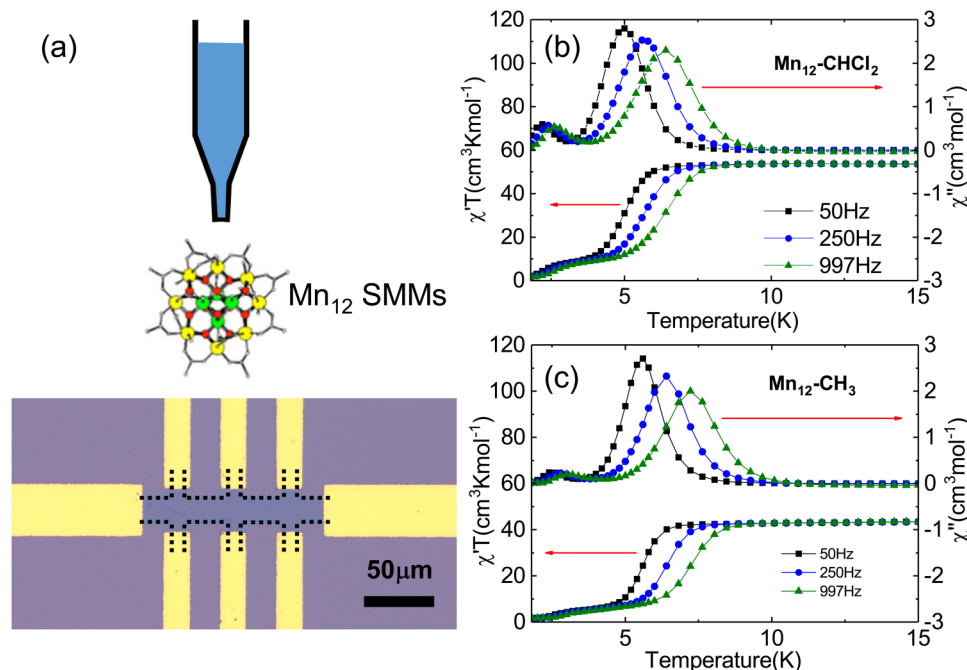 (a)
Mn₁₂ SMMs
50μm
(b)
Mn₁₂-CHCl₂
120
100
80
60
40
20
0
χ'T(cm³Kmol⁻¹)
3
2
1
0
-1
-2
-3
χ''(cm³mol⁻¹)
50Hz
250Hz
997Hz
5
10
15
Temperature(K)
(c)
Mn₁₂-CH₃
120
100
80
60
40
20
0
χ'T(cm³Kmol⁻¹)
3
2
1
0
-1
-2
-3
χ''(cm³mol⁻¹)
50Hz
250Hz
997Hz
5
10
15
Temperature(K)